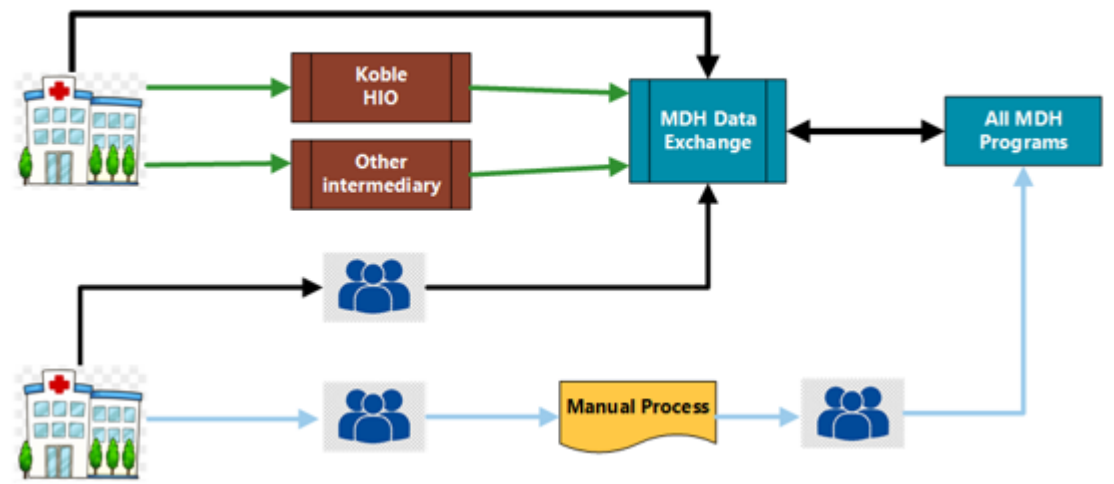 Koble
HIO
MDH Data
Exchange
All MDH
Programs
Other
intermediary
Manual Process